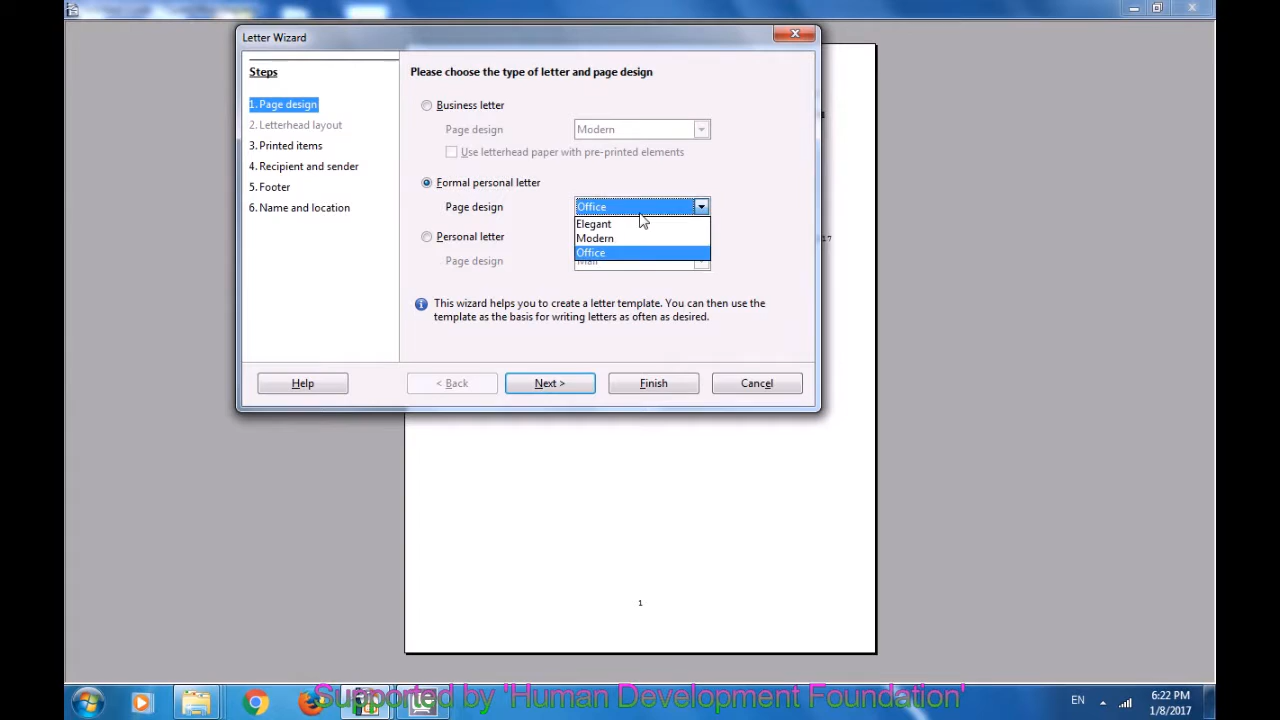 Letter Wizard
Steps
1. Page design
2. Letterhead layout
3. Printed items
4. Recipient and sender
5. Footer
6. Name and location
Please choose the type of letter and page design
Business letter
Page design Modern
Use letterhead paper with pre-printed elements
Formal personal letter
Page design Office
Elegant
Modern
Office
Personal letter
Page design
This wizard helps you to create a letter template. You can then use the
template as the basis for writing letters as often as desired.
Help < Back Next > Finish Cancel
17
1
Supported by 'Human Development Foundation'
EN
6:22 PM
1/8/2017